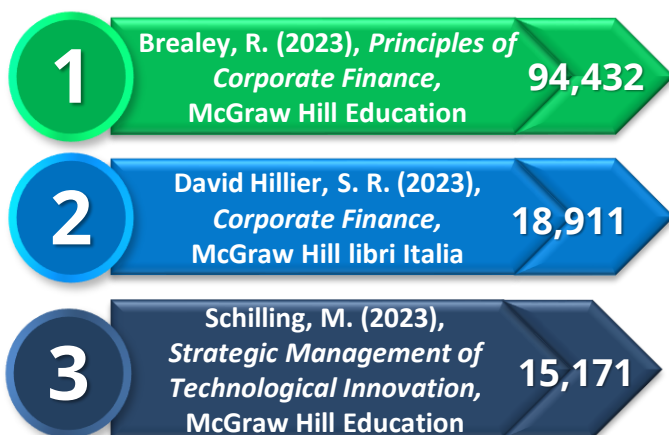 1
Brealey, R. (2023), Principles of
Corporate Finance,
McGraw Hill Education
94,432
2
David Hillier, S. R. (2023),
Corporate Finance,
McGraw Hill libri Italia
18,911
3
Schilling, M. (2023),
Strategic Management of
Technological Innovation,
McGraw Hill Education
15,171